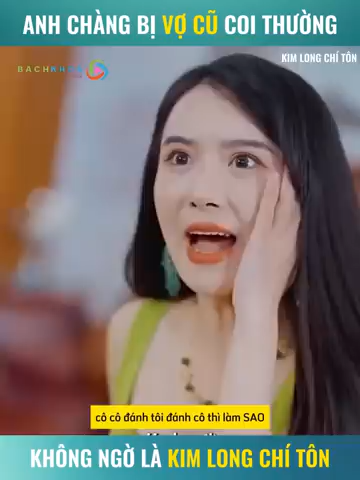 ANH CHÀNG BỊ VỢ CŨ COI THƯỜNG
KIM LONG CHÍ TÔN
cô cô đánh tôi đánh cô thì làm SAO
KHÔNG NGỜ LÀ KIM LONG CHÍ TÔN